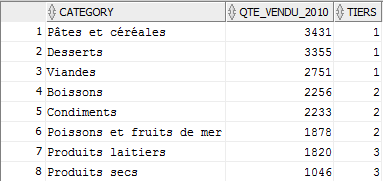 CATEGORY QTE_VENDU_2010 TIERS
1 Pâtes et céréales 3431 1
2 Desserts 3355 1
3 Viandes 2751 1
4 Boissons 2256 2
5 Condiments 2233 2
6 Poissons et fruits de mer 1878 2
7 Produits laitiers 1820 3
8 Produits secs 1046 3